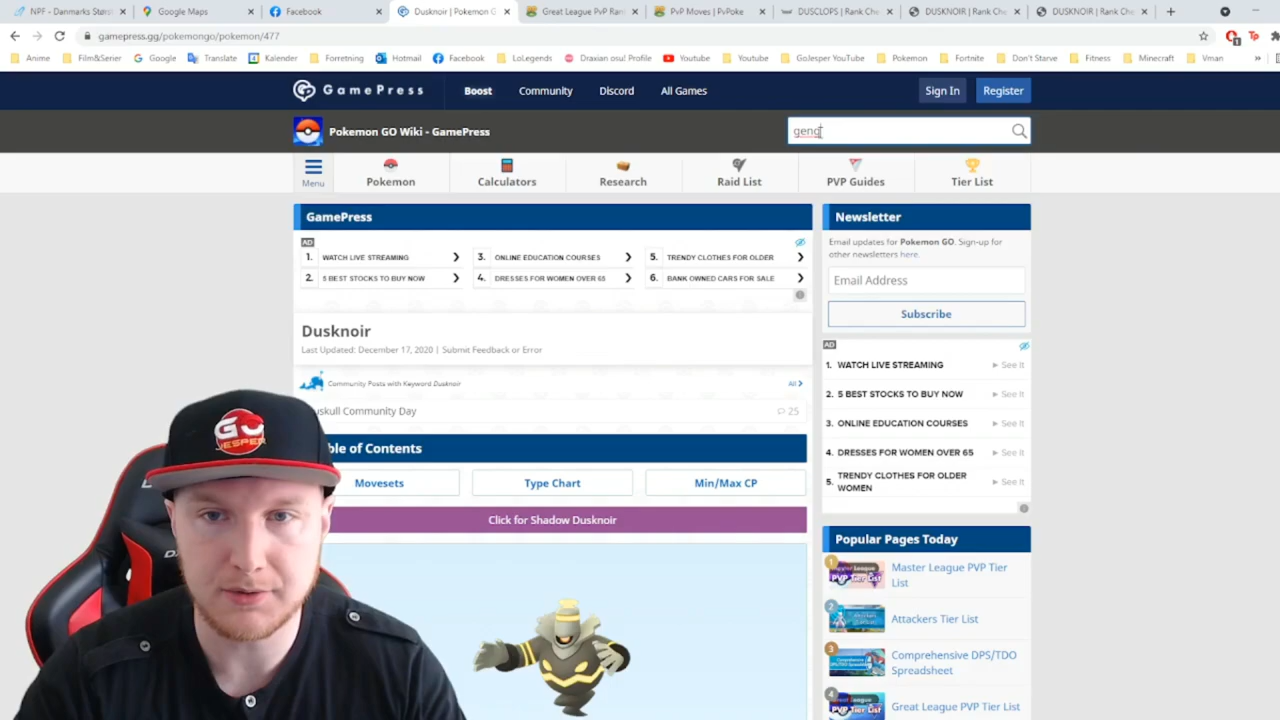 NPF - Danmarks Størst
Google Maps
Facebook
Dusknoir | Pokemon G
Great League PvP Ran
PvP Moves | PvPoke
DUSCLOPS | Rank Che
DUSKNOIR | Rank Che
DUSKNOIR | Rank Che
gamepress.gg/pokemongo/pokemon/477
Anime
Film&Serier
Google
Translate
Kalender
Forretning
Hotmail
Facebook
LoLegends
Draxian osu! Profile
Youtube
Youtube
GoJesper YouTube
Pokemon
Fortnite
Don't Starve
Fitness
Minecraft
Vman
GamePress
Boost
Community
Discord
All Games
Sign In
Register
Pokemon GO Wiki - GamePress
geng
Menu
Pokemon
Calculators
Research
Raid List
PVP Guides
Tier List
GamePress
AD
1. WATCH LIVE STREAMING
3. ONLINE EDUCATION COURSES
5. TRENDY CLOTHES FOR OLDER
2. 5 BEST STOCKS TO BUY NOW
4. DRESSES FOR WOMEN OVER 65
6. BANK OWNED CARS FOR SALE
Dusknoir
Last Updated: December 17, 2020 | Submit Feedback or Error
Community Posts with Keyword Dusknoir
All
uskull Community Day
25
ble of Contents
Movesets
Type Chart
Min/Max CP
Click for Shadow Dusknoir
GO
JESPER
Newsletter
Email updates for Pokemon GO. Sign-up for
other newsletters here.
Email Address
Subscribe
AD
1. WATCH LIVE STREAMING
See It
2. 5 BEST STOCKS TO BUY NOW
See It
3. ONLINE EDUCATION COURSES
See It
4. DRESSES FOR WOMEN OVER 65
See It
5. TRENDY CLOTHES FOR OLDER
WOMEN
See It
Popular Pages Today
1
Master League PVP Tier
List
2
Attackers Tier List
3
Comprehensive DPS/TDO
Spreadsheet
4
Great League PVP Tier List